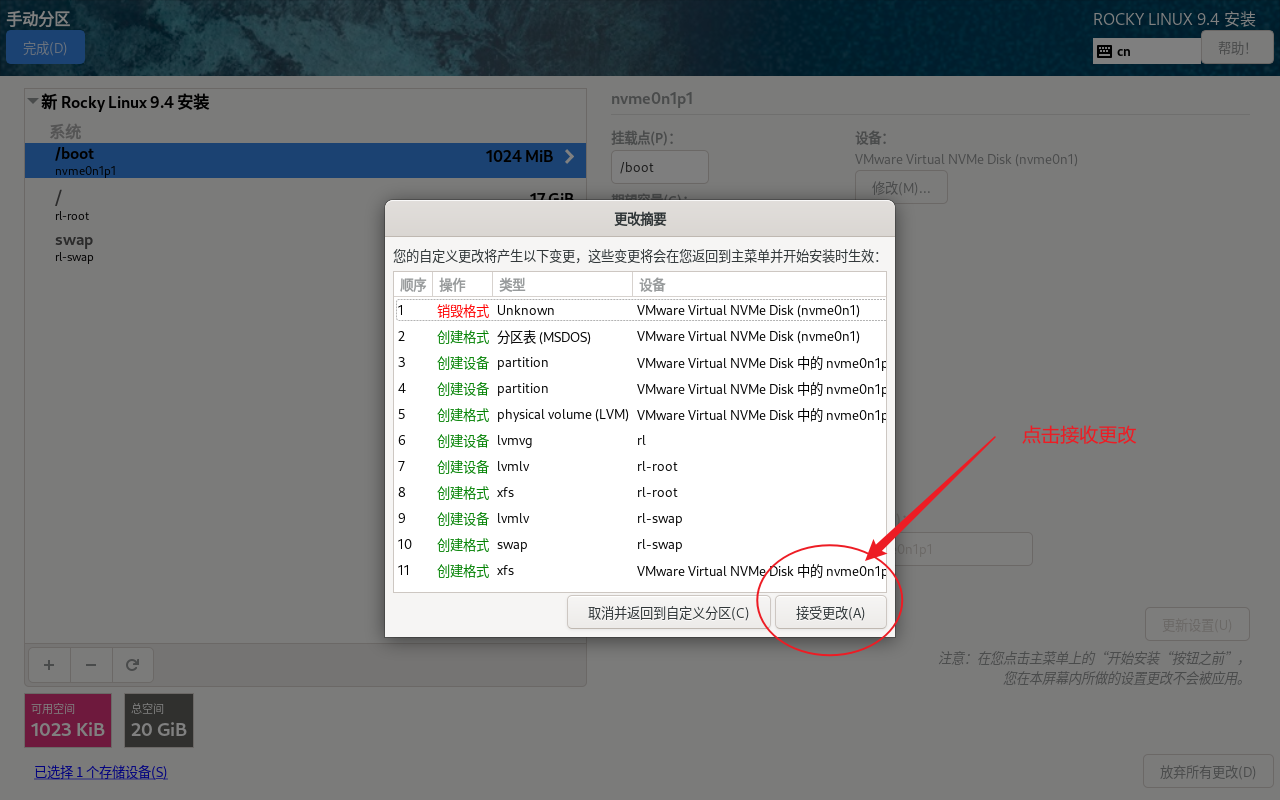 手动分区
完成(D)
ROCKY LINUX 9.4 安装
cn
帮助！
新 Rocky Linux 9.4 安装
系统
/boot
1024 MiB
nvme0n1p1
/
17 GiB
rl-root
swap
rl-swap
nvme0n1p1
挂载点(P)：
/boot
设备：
VMware Virtual NVMe Disk (nvme0n1)
修改(M)...
期望容量(C)：
更改摘要
您的自定义更改将产生以下变更，这些变更将会在您返回到主菜单并开始安装时生效：
顺序 操作 类型 设备
1 销毁格式 Unknown VMware Virtual NVMe Disk (nvme0n1)
2 创建格式 分区表 (MSDOS) VMware Virtual NVMe Disk (nvme0n1)
3 创建设备 partition VMware Virtual NVMe Disk 中的 nvme0n1p
4 创建设备 partition VMware Virtual NVMe Disk 中的 nvme0n1p
5 创建格式 physical volume (LVM) VMware Virtual NVMe Disk 中的 nvme0n1p
6 创建设备 lvmvg rl
7 创建设备 lvmlv rl-root
8 创建格式 xfs rl-root
9 创建设备 lvmlv rl-swap
10 创建格式 swap rl-swap
11 创建格式 xfs VMware Virtual NVMe Disk 中的 nvme0n1p
取消并返回到自定义分区(C)
接受更改(A)
点击接收更改
0n1p1
更新设置(U)
注意：在您点击主菜单上的“开始安装“按钮之前”，
您在本屏幕内所做的设置更改不会被应用。
可用空间
1023 KiB
总空间
20 GiB
已选择 1 个存储设备(S)
放弃所有更改(D)